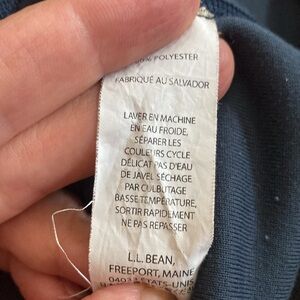 POLYESTER
FABRIQUÉ AU SALVADOR
LAVER EN MACHINE
EN EAU FROIDE,
SÉPARER LES
COULEURS CYCLE
DÉLICAT PAS D'EAU
DE JAVEL SÉCHAGE
PAR CULBUTAGE
BASSE TEMPÉRATURE,
SORTIR RAPIDEMENT
NE PAS REPASSER
L.L.BEAN,
FREEPORT, MAINE
04033 ÉTATS-UNIS